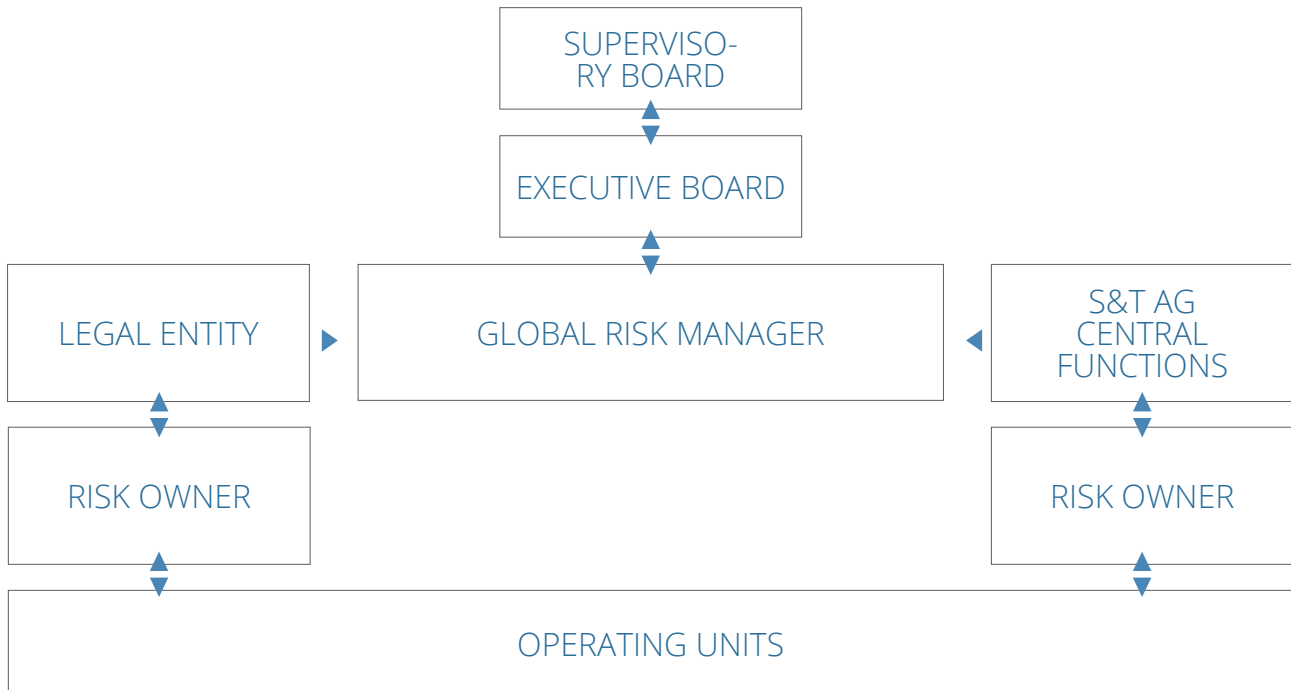 SUPERVISO-
RY BOARD
EXECUTIVE BOARD
LEGAL ENTITY
GLOBAL RISK MANAGER
S&T AG
CENTRAL
FUNCTIONS
RISK OWNER
RISK OWNER
OPERATING UNITS